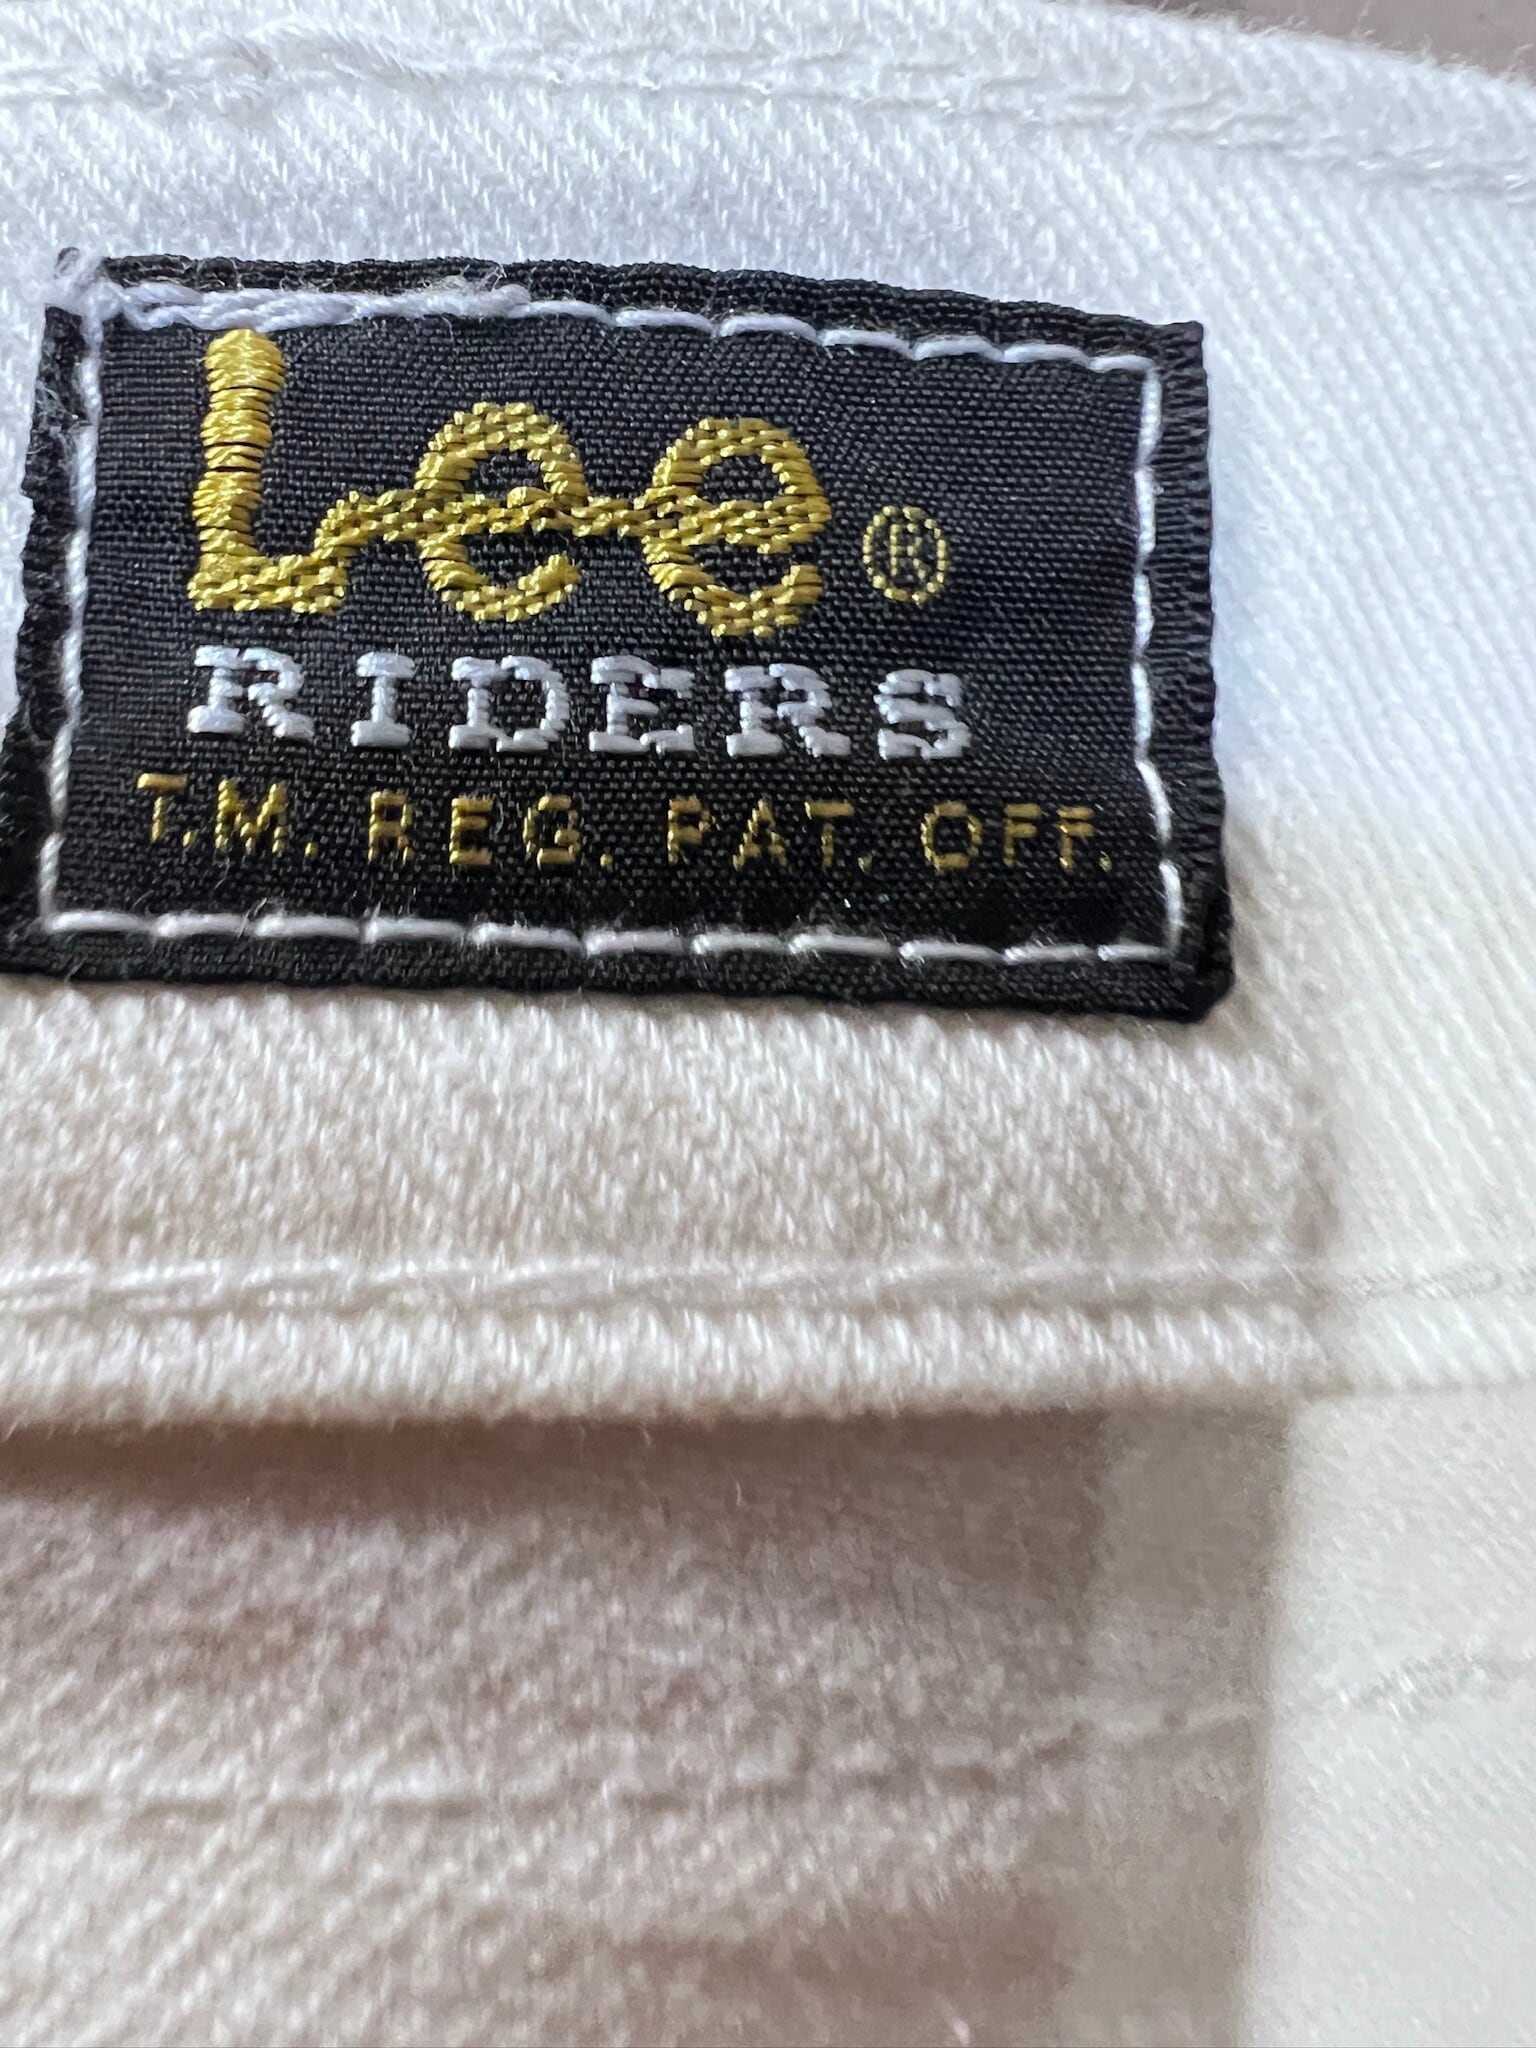 Lee®
RIDERS
T.M. REG. PAT. OFF.